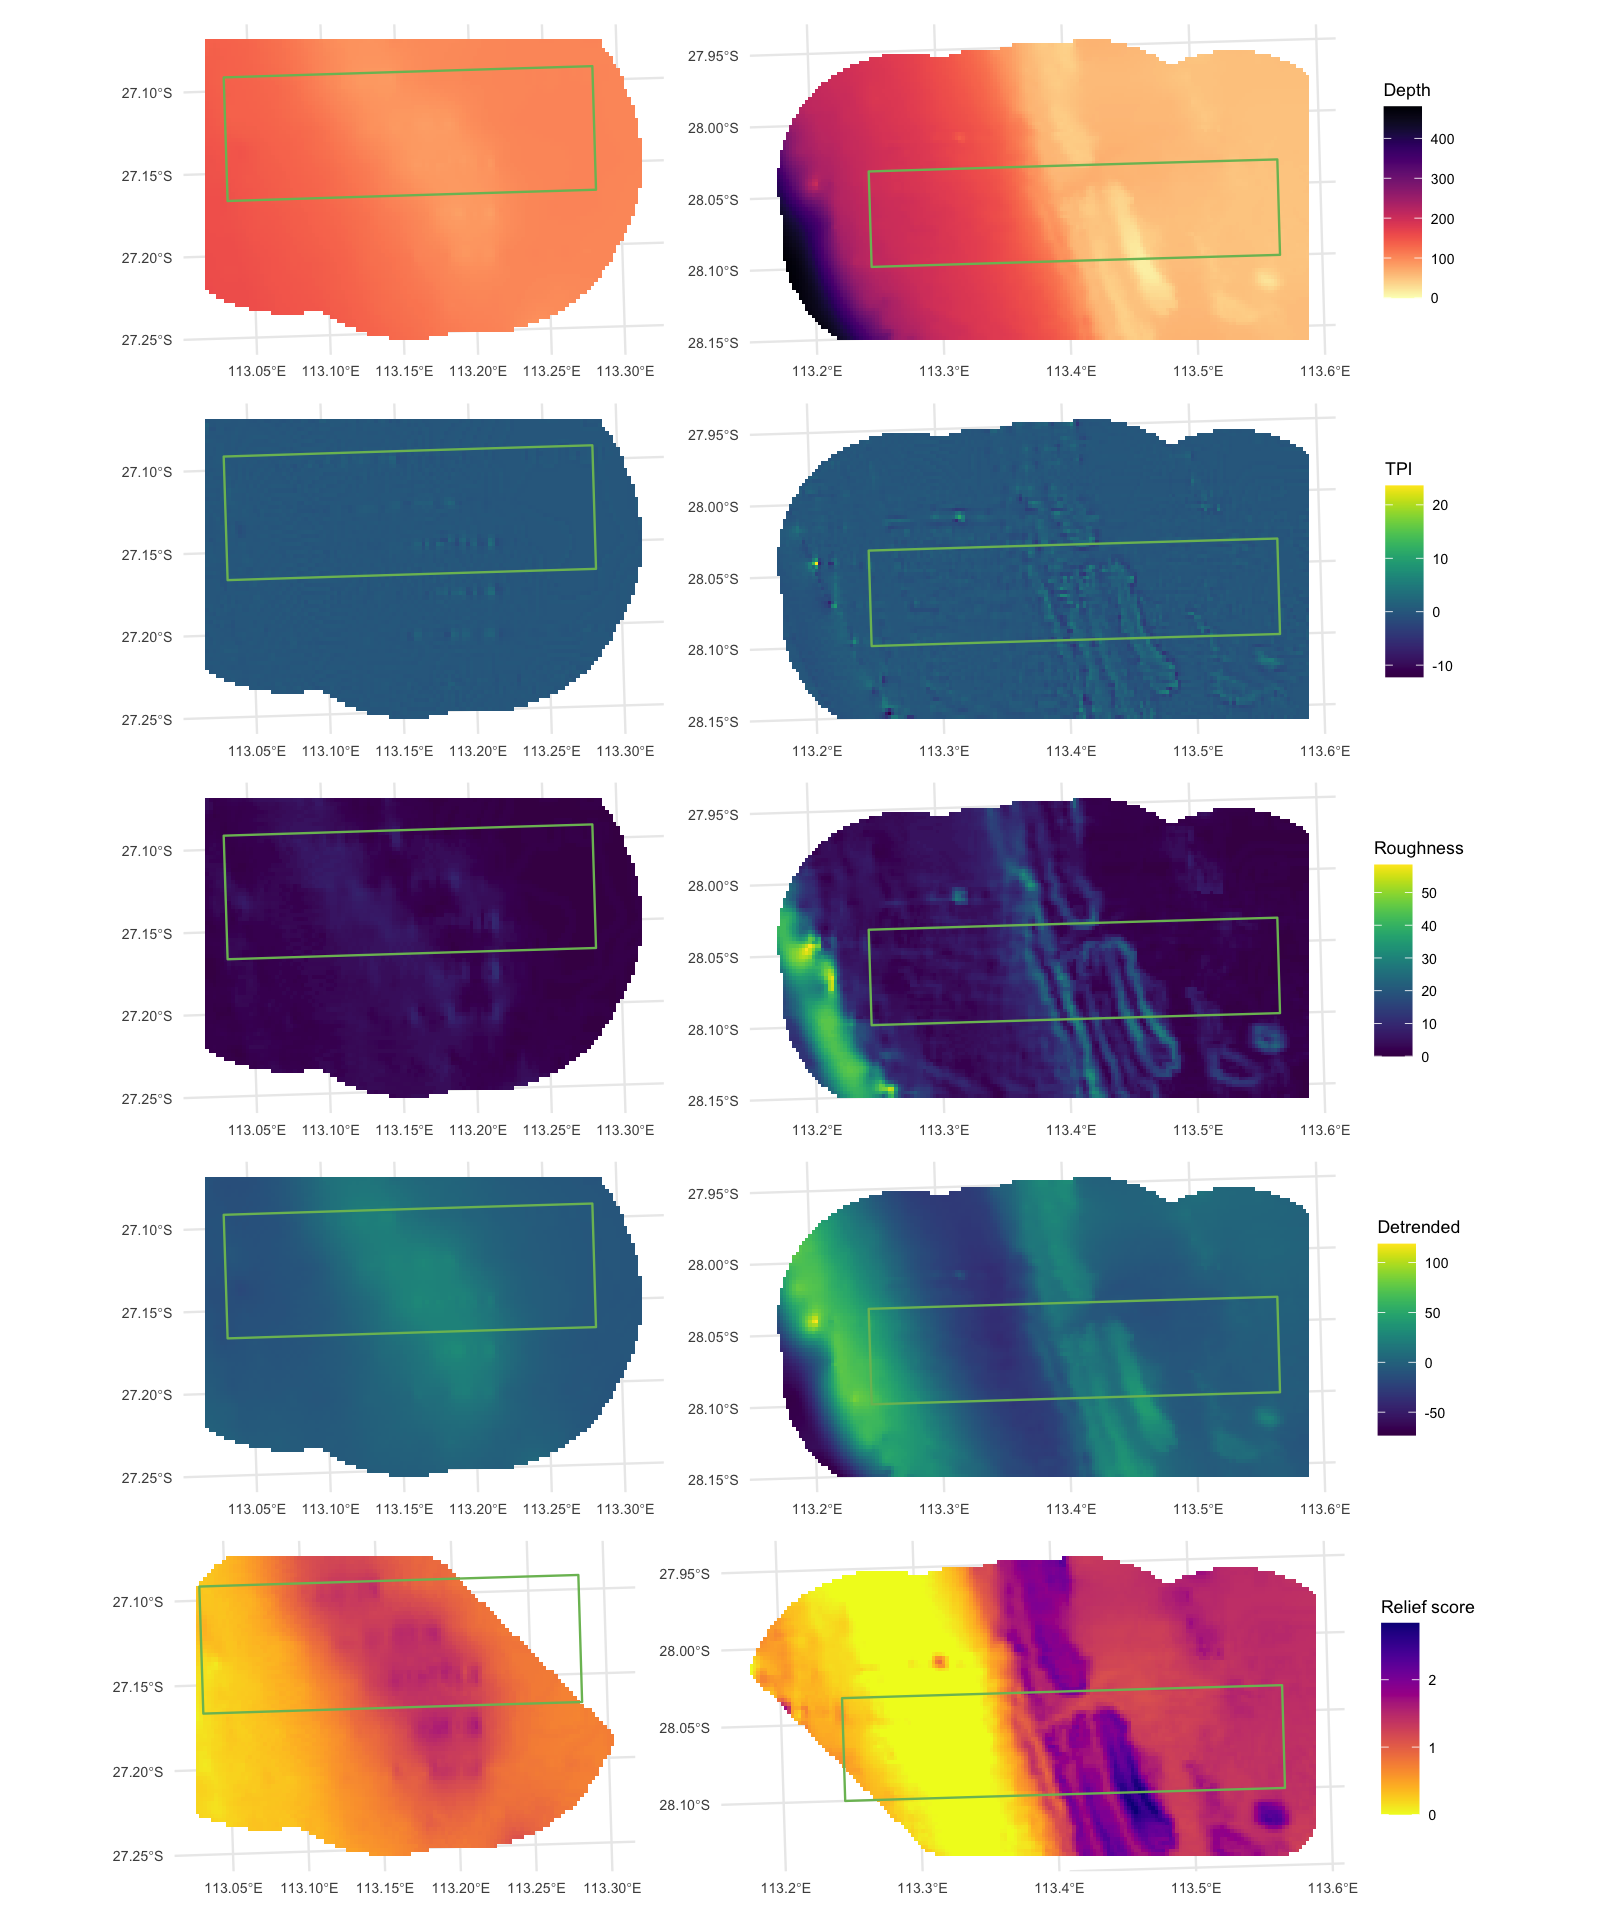 27.10°S
27.15°S
27.20°S
27.25°S
113.05°E 113.10°E 113.15°E 113.20°E 113.25°E 113.30°E
27.95°S
28.00°S
28.05°S
28.10°S
28.15°S
113.2°E 113.3°E 113.4°E 113.5°E 113.6°E
Depth
400
300
200
100
0
27.10°S
27.15°S
27.20°S
27.25°S
113.05°E 113.10°E 113.15°E 113.20°E 113.25°E 113.30°E
27.95°S
28.00°S
28.05°S
28.10°S
28.15°S
113.2°E 113.3°E 113.4°E 113.5°E 113.6°E
TPI
20
10
0
-10
27.10°S
27.15°S
27.20°S
27.25°S
113.05°E 113.10°E 113.15°E 113.20°E 113.25°E 113.30°E
27.95°S
28.00°S
28.05°S
28.10°S
28.15°S
113.2°E 113.3°E 113.4°E 113.5°E 113.6°E
Roughness
50
40
30
20
10
0
27.10°S
27.15°S
27.20°S
27.25°S
113.05°E 113.10°E 113.15°E 113.20°E 113.25°E 113.30°E
27.95°S
28.00°S
28.05°S
28.10°S
28.15°S
113.2°E 113.3°E 113.4°E 113.5°E 113.6°E
Detrended
100
50
0
-50
27.10°S
27.15°S
27.20°S
27.25°S
113.05°E 113.10°E 113.15°E 113.20°E 113.25°E 113.30°E
27.95°S
28.00°S
28.05°S
28.10°S
113.2°E 113.3°E 113.4°E 113.5°E 113.6°E
Relief score
2
1
0